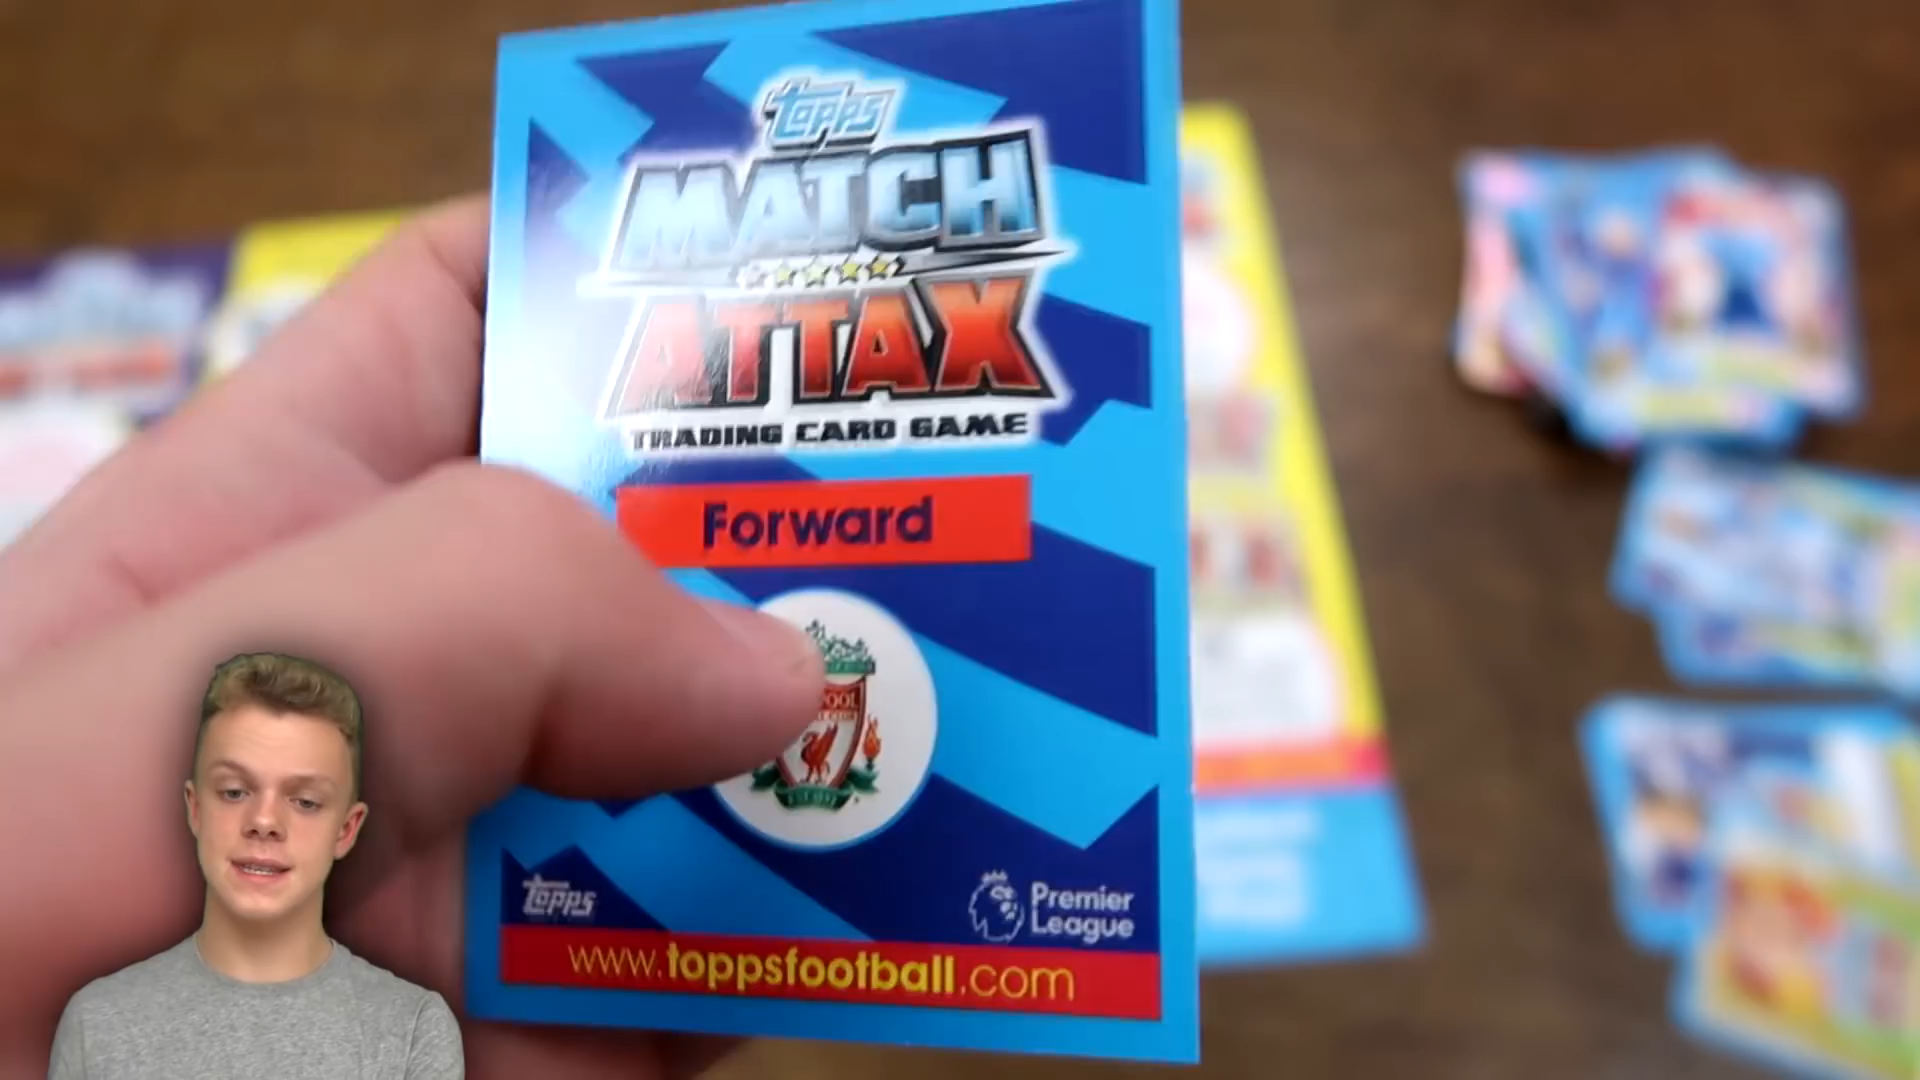 topps
MATCH
ATTAX
TRADING CARD GAME
Forward
topps
Premier
League
www.toppsfootball.com